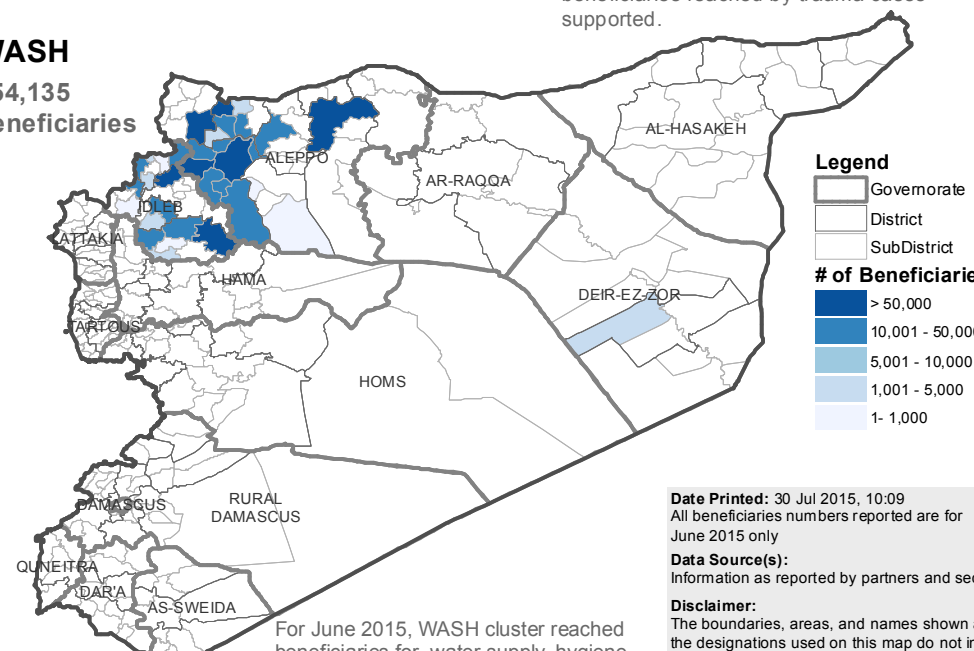 supported.
WASH
54,135
beneficiaries
AL-HASAKEH
ALEPPO
AR-RAQQA
IDLEB
ATTAKIA
HAMA
DEIR-EZ-ZOR
TARTOUS
HOMS
RURAL
DAMASCUS
DAMASCUS
QUNEITRA
DAR'A
AS-SWEIDA
Legend
Governorate
District
SubDistrict
# of Beneficiarie
> 50,000
10,001 - 50,000
5,001 - 10,000
1,001 - 5,000
1- 1,000
Date Printed: 30 Jul 2015, 10:09
All beneficiaries numbers reported are for
June 2015 only
Data Source(s):
Information as reported by partners and sec
Disclaimer:
The boundaries, areas, and names shown a
the designations used on this map do not in
For June 2015, WASH cluster reached